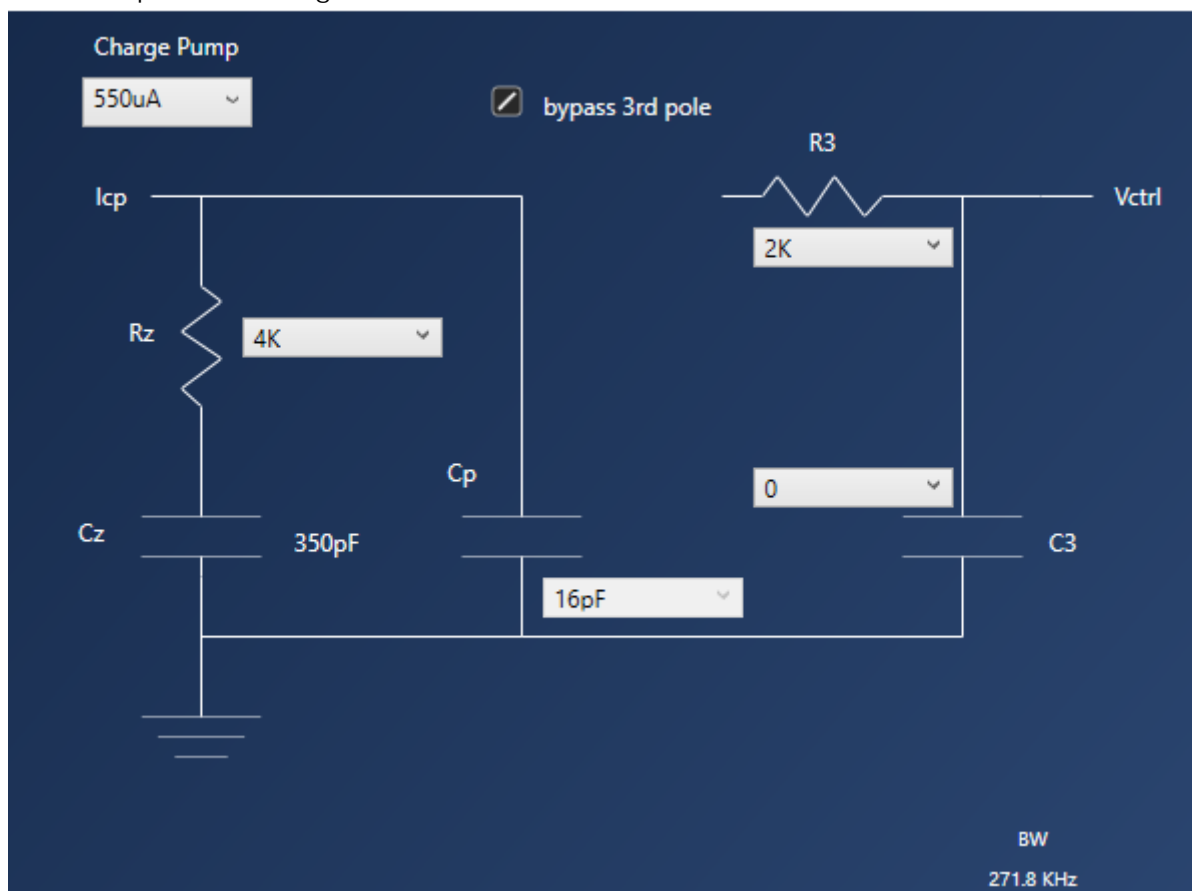 Charge Pump
550uA
bypass 3rd pole
R3
Icp
Vctrl
2K
Rz
4K
Cp
0
Cz
350pF
C3
16pF
BW
271.8 KHz